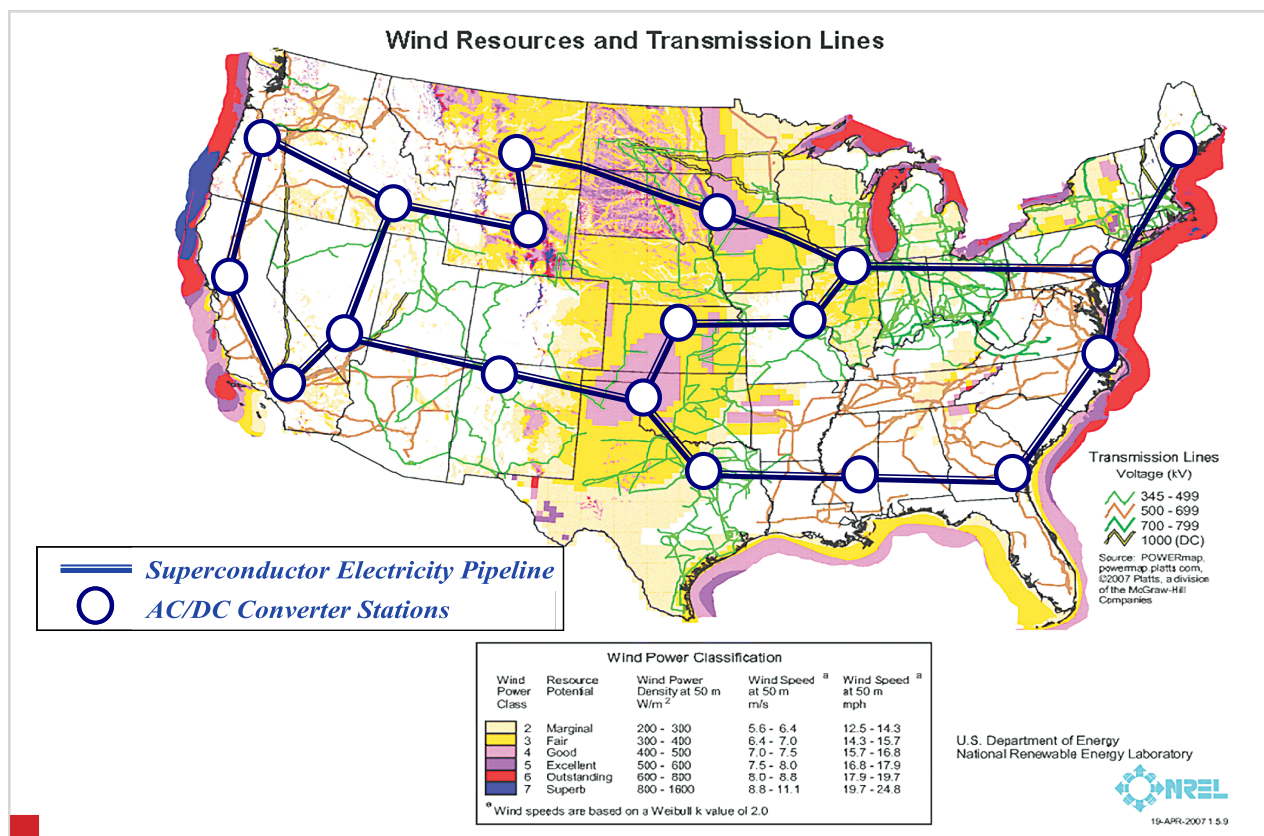 Wind Resources and Transmission Lines
Transmission Lines
Voltage (kV)
345 - 499
500 - 699
700 - 799
1000 (DC)
Source: POWERmap,
powermap.platts.com,
©2007 Platts, a division
of the McGraw-Hill
Companies
Superconductor Electricity Pipeline
AC/DC Converter Stations
Wind Power Classification
Wind Power Class Resource Potential Wind Power Density at 50 m W/m2 Wind Speed a at 50 m m/s Wind Speed a at 50 m mph
2 Marginal 200 - 300 5.6 - 6.4 12.5 - 14.3
3 Fair 300 - 400 6.4 - 7.0 14.3 - 15.7
4 Good 400 - 500 7.0 - 7.5 15.7 - 16.8
5 Excellent 500 - 600 7.5 - 8.0 16.8 - 17.9
6 Outstanding 600 - 800 8.0 - 8.8 17.9 - 19.7
7 Superb 800 - 1600 8.8 - 11.1 19.7 - 24.8
a Wind speeds are based on a Weibull k value of 2.0
U.S. Department of Energy
National Renewable Energy Laboratory
NREL
19-APR-2007 1.5.9